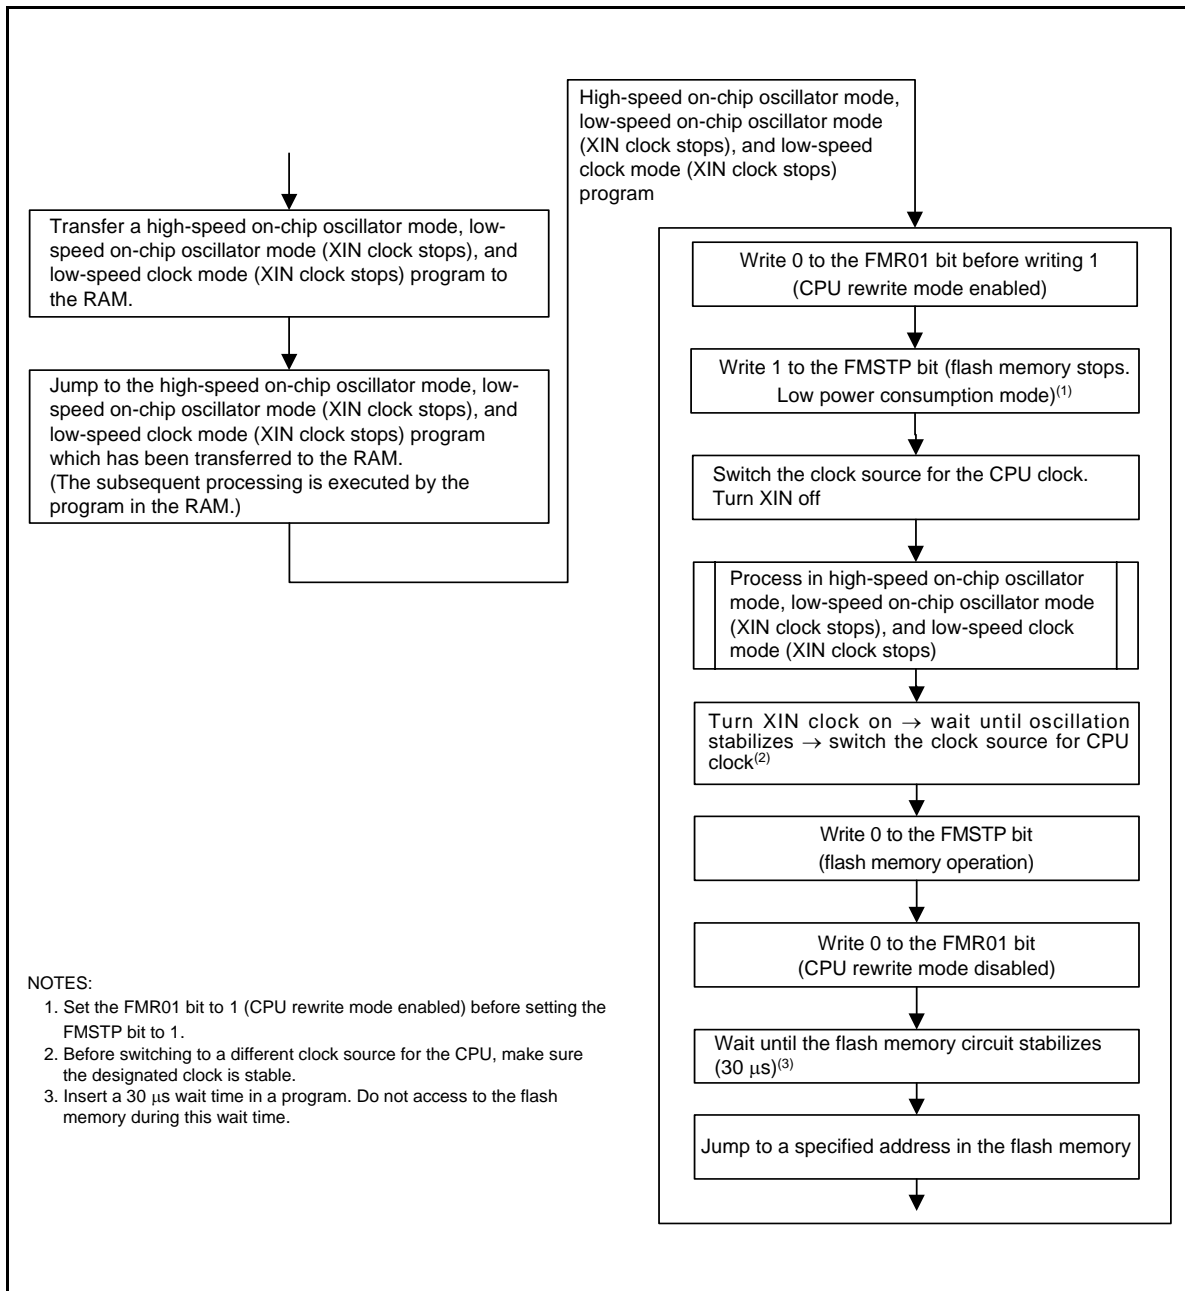 Transfer a high-speed on-chip oscillator mode, low-
speed on-chip oscillator mode (XIN clock stops), and
low-speed clock mode (XIN clock stops) program to
the RAM.
Jump to the high-speed on-chip oscillator mode, low-
speed on-chip oscillator mode (XIN clock stops), and
low-speed clock mode (XIN clock stops) program
which has been transferred to the RAM.
(The subsequent processing is executed by the
program in the RAM.)
High-speed on-chip oscillator mode,
low-speed on-chip oscillator mode
(XIN clock stops), and low-speed
clock mode (XIN clock stops)
program
Write 0 to the FMR01 bit before writing 1
(CPU rewrite mode enabled)
Write 1 to the FMSTP bit (flash memory stops.
Low power consumption mode)(1)
Switch the clock source for the CPU clock.
Turn XIN off
Process in high-speed on-chip oscillator
mode, low-speed on-chip oscillator mode
(XIN clock stops), and low-speed clock
mode (XIN clock stops)
Turn XIN clock on → wait until oscillation
stabilizes → switch the clock source for CPU
clock(2)
Write 0 to the FMSTP bit
(flash memory operation)
Write 0 to the FMR01 bit
(CPU rewrite mode disabled)
Wait until the flash memory circuit stabilizes
(30 μs)(3)
Jump to a specified address in the flash memory
NOTES:
1. Set the FMR01 bit to 1 (CPU rewrite mode enabled) before setting the
FMSTP bit to 1.
2. Before switching to a different clock source for the CPU, make sure
the designated clock is stable.
3. Insert a 30 μs wait time in a program. Do not access to the flash
memory during this wait time.